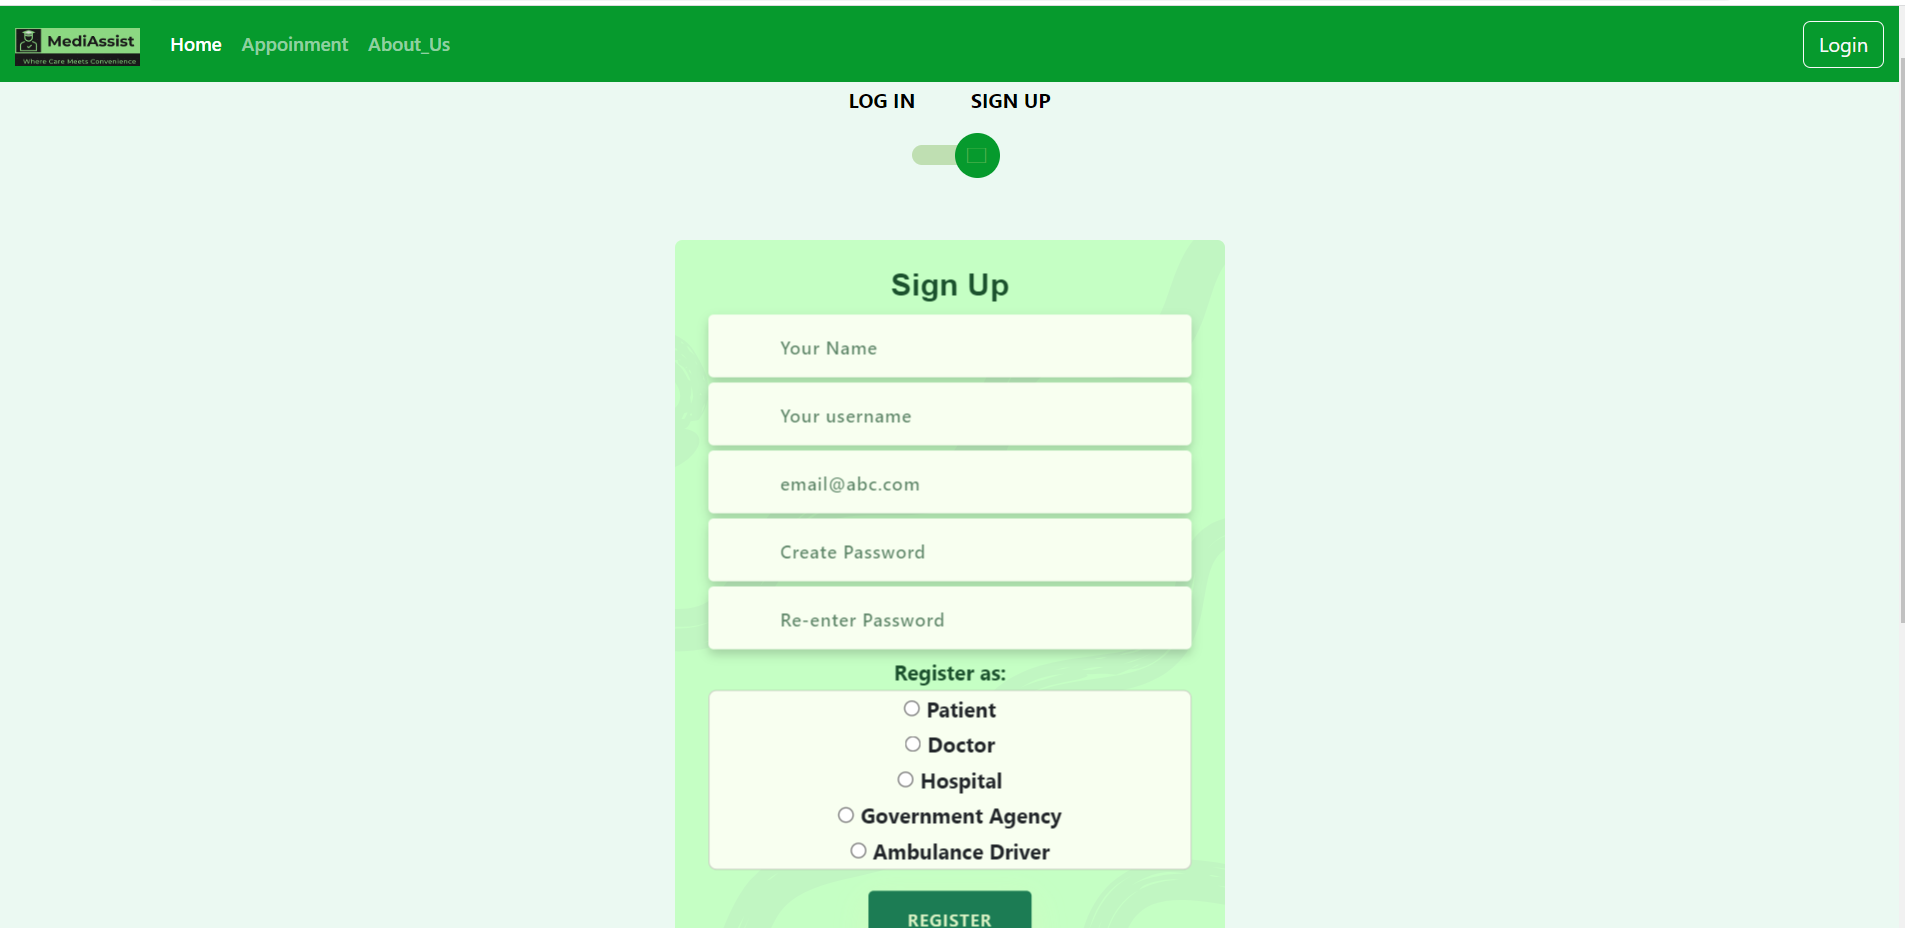 MediAssist
Where Care Meets Convenience
Home Appoinment About_Us
Login
LOG IN SIGN UP
Sign Up
Your Name
Your username
email@abc.com
Create Password
Re-enter Password
Register as:
Patient
Doctor
Hospital
Government Agency
Ambulance Driver
REGISTER